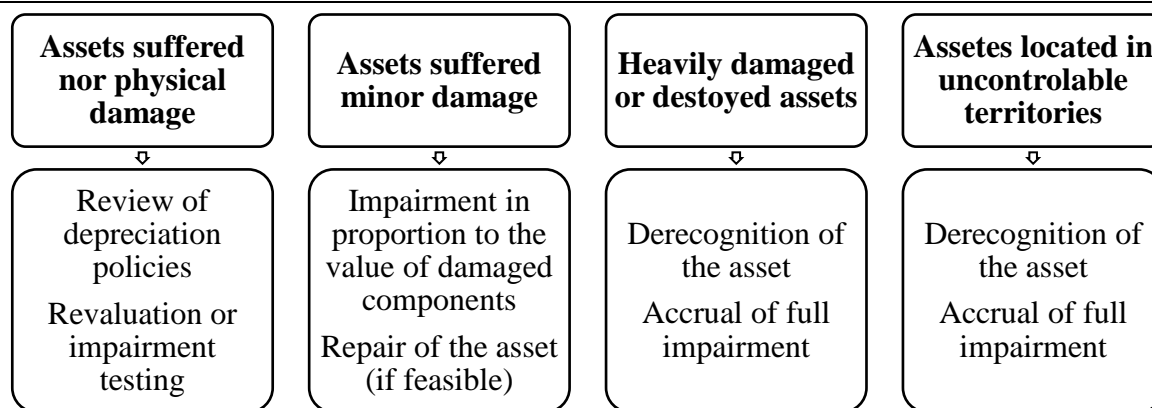 Assets suffered
nor physical
damage
Assets suffered
minor damage
Heavily damaged
or destoyed assets
Assetes located in
uncontrolable
territories
Review of
depreciation
policies
Revaluation or
impairment
testing
Impairment in
proportion to the
value of damaged
components
Repair of the asset
(if feasible)
Derecognition of
the asset
Accrual of full
impairment
Derecognition of
the asset
Accrual of full
impairment